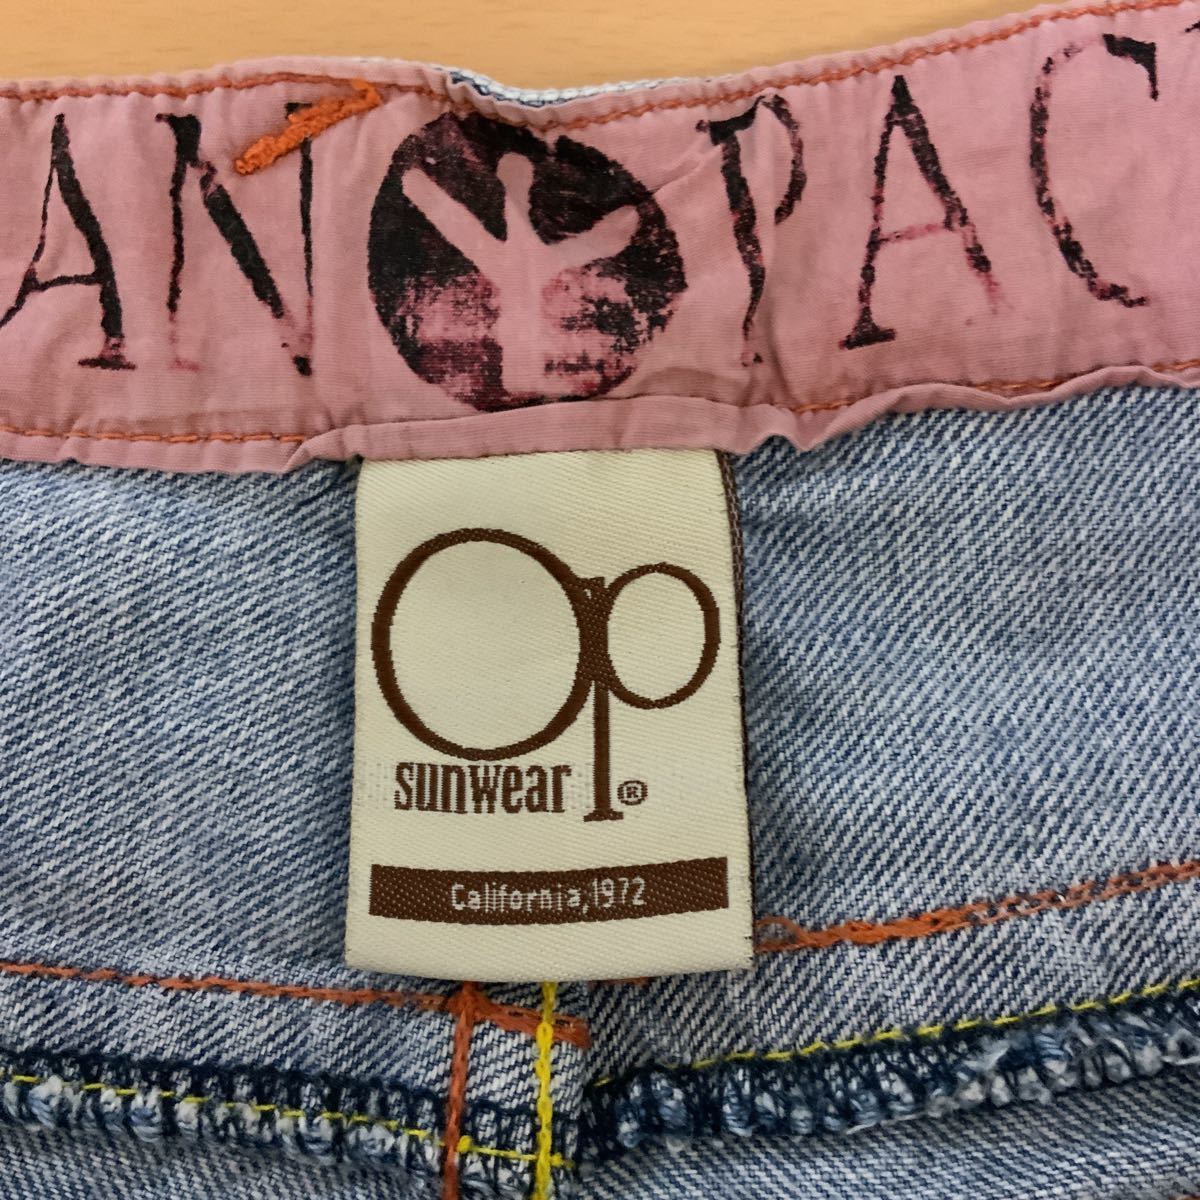 AN PAC
Op
sunwear ®
California, 1972